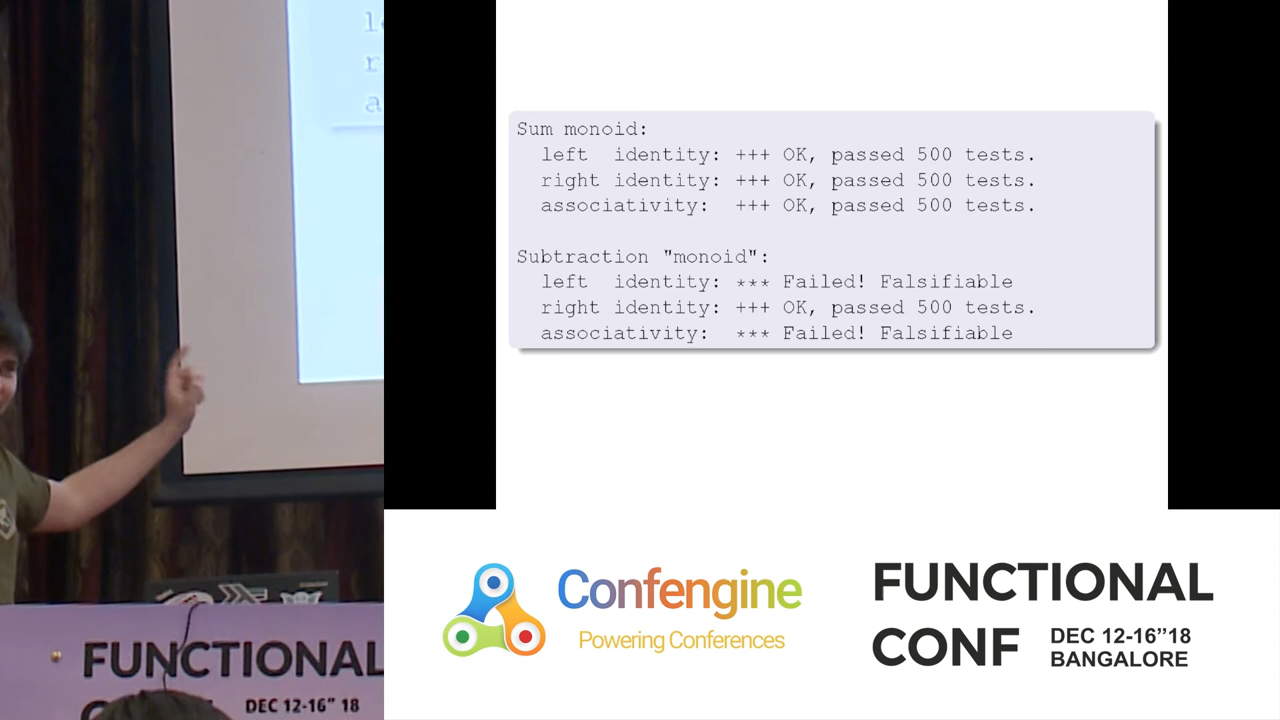 Sum monoid:
left identity: +++ OK, passed 500 tests.
right identity: +++ OK, passed 500 tests.
associativity: +++ OK, passed 500 tests.
Subtraction "monoid":
left identity: *** Failed! Falsifiable
right identity: +++ OK, passed 500 tests.
associativity: *** Failed! Falsifiable
Confengine
Powering Conferences
FUNCTIONAL
CONF
DEC 12-16"18
BANGALORE
FUNCTIONAL
DEC 12-16" 18